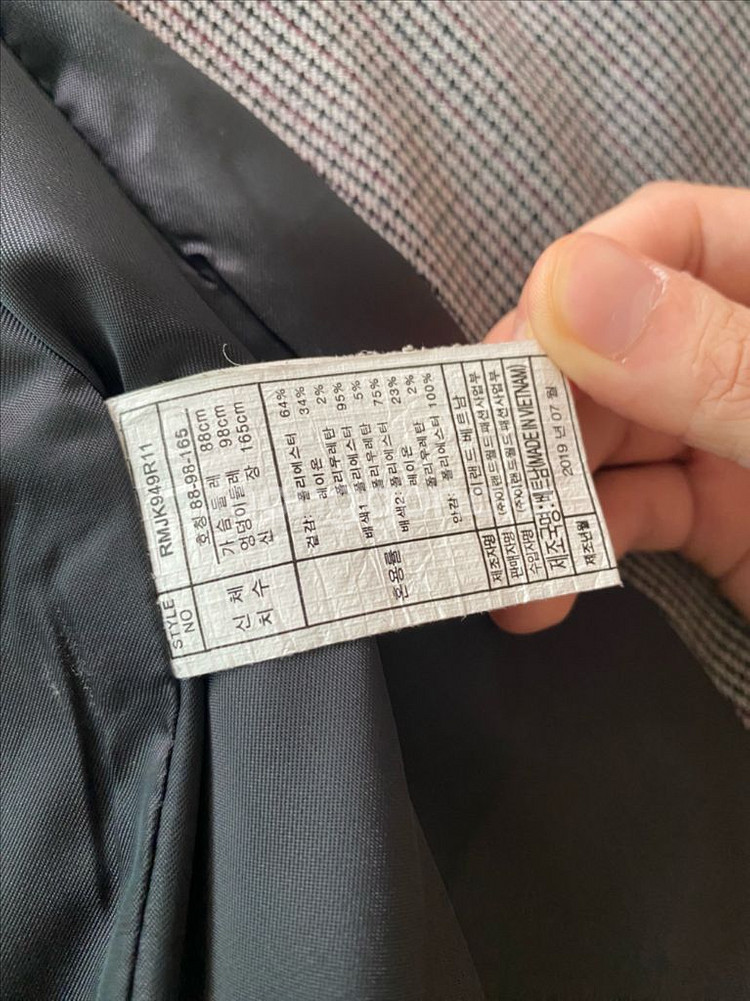 STYLE NO RMJK949R11
신체 치수
호칭 88-98-165
가슴둘레 88cm
엉덩이둘레 98cm
신 장 165cm
혼용률
겉감: 폴리에스터 64%
레이온 34%
폴리우레탄 2%
배색1 폴리에스터 95%
폴리우레탄 5%
배색2: 폴리에스터 75%
레이온 23%
폴리우레탄 2%
안감: 폴리에스터 100%
제조자명 이랜드 베트남
판매자명 (주)이랜드월드패션사업부
수입자명 (주)이랜드월드패션사업부
제조국명:베트남(MADE IN VIETNAM)
제조년월 2019 년 07 월